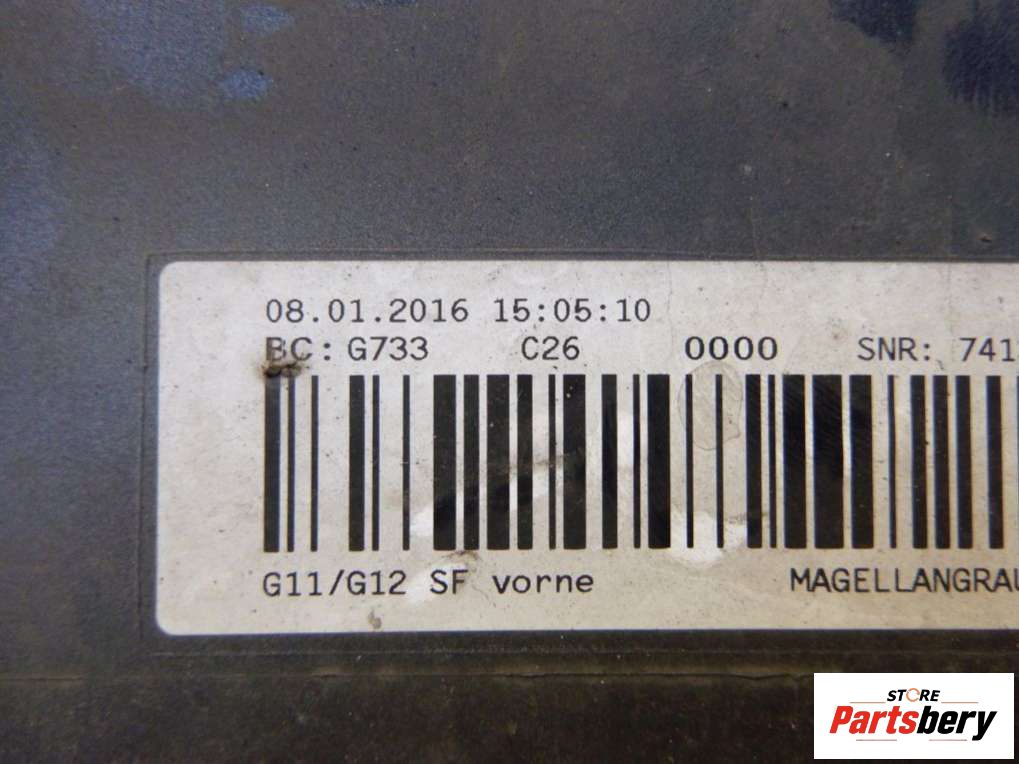 08.01.2016 15:05:10
BC: G733 C26 0000 SNR: 741
G11/G12 SF vorne MAGELLANGRAU
STORE
Partsbery